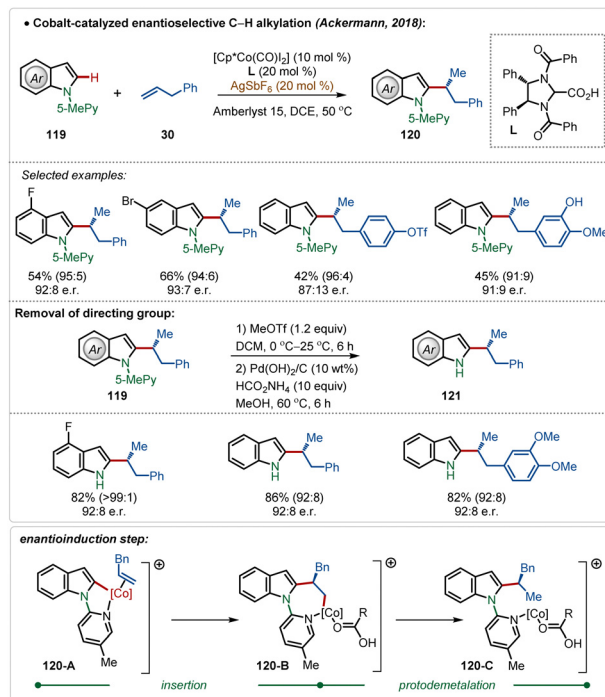 • Cobalt-catalyzed enantioselective C–H alkylation (Ackermann, 2018):
Ar
H
N
5-MePy
119
+
Ph
30
[Cp*Co(CO)I2] (10 mol %)
L (20 mol %)
AgSbF6 (20 mol %)
Amberlyst 15, DCE, 50 °C
Ar
Me
N
Ph
5-MePy
120
O
Ph
Ph
N
CO2H
Ph
N
O
Ph
L
Selected examples:
F
Me
N
Ph
5-MePy
54% (95:5)
92:8 e.r.
Br
Me
N
Ph
5-MePy
66% (94:6)
93:7 e.r.
Me
N
5-MePy
OTf
42% (96:4)
87:13 e.r.
Me
OH
N
OMe
5-MePy
45% (91:9)
91:9 e.r.
Removal of directing group:
Ar
Me
N
Ph
5-MePy
119
1) MeOTf (1.2 equiv)
DCM, 0 °C–25 °C, 6 h
2) Pd(OH)2/C (10 wt%)
HCO2NH4 (10 equiv)
MeOH, 60 °C, 6 h
Ar
Me
N
H
Ph
121
F
Me
N
H
Ph
82% (>99:1)
92:8 e.r.
Me
N
H
Ph
86% (92:8)
92:8 e.r.
Me
OMe
N
H
OMe
82% (92:8)
92:8 e.r.
enantioinduction step:
Bn
[Co]
N
N
Me
120-A
⊕
Bn
[Co]
N
N
R
O
OH
Me
120-B
⊕
Bn
Me
N
N
[Co]
R
O
OH
Me
120-C
⊕
insertion
protodemetalation